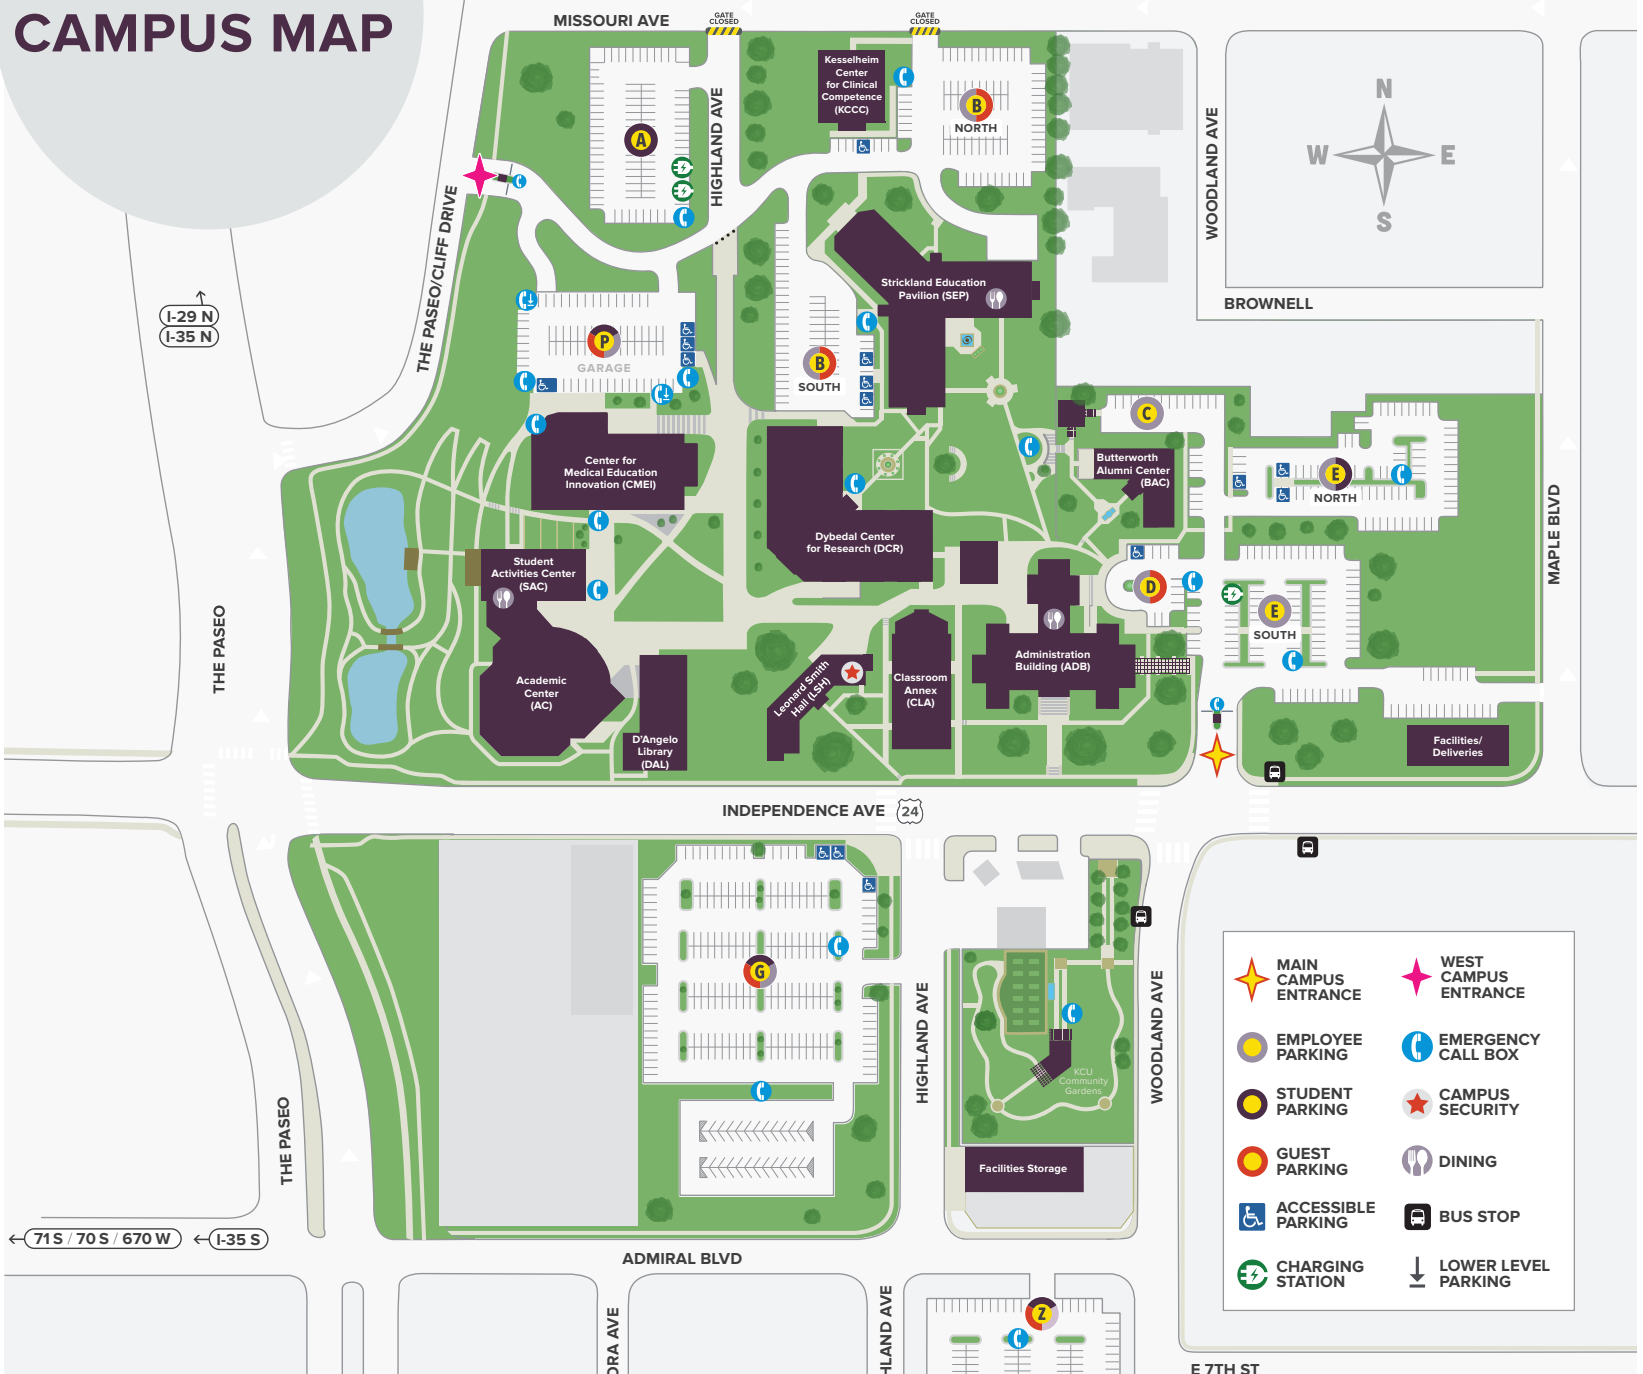 CAMPUS MAP
MISSOURI AVE
GATE
CLOSED
GATE
CLOSED
Kesselheim
Center
for Clinical
Competence
(KCCC)
B
NORTH
A
HIGHLAND AVE
WOODLAND AVE
N
W
E
S
THE PASEO/CLIFF DRIVE
Strickland Education
Pavilion (SEP)
BROWNELL
I-29 N
I-35 N
P
GARAGE
B
SOUTH
C
Butterworth
Alumni Center
(BAC)
E
NORTH
Center for
Medical Education
Innovation (CMEI)
MAPLE BLVD
Dybedal Center
for Research (DCR)
Student
Activities Center
(SAC)
D
E
SOUTH
THE PASEO
Administration
Building (ADB)
Academic
Center
(AC)
Leonard Smith
Hall (LSH)
Classroom
Annex
(CLA)
D'Angelo
Library
(DAL)
Facilities/
Deliveries
INDEPENDENCE AVE
24
G
HIGHLAND AVE
WOODLAND AVE
KCU
Community
Gardens
Facilities Storage
THE PASEO
71 S / 70 S / 670 W
I-35 S
ADMIRAL BLVD
ORA AVE
HLAND AVE
Z
E 7TH ST
MAIN
CAMPUS
ENTRANCE
WEST
CAMPUS
ENTRANCE
EMPLOYEE
PARKING
EMERGENCY
CALL BOX
STUDENT
PARKING
CAMPUS
SECURITY
GUEST
PARKING
DINING
ACCESSIBLE
PARKING
BUS STOP
CHARGING
STATION
LOWER LEVEL
PARKING